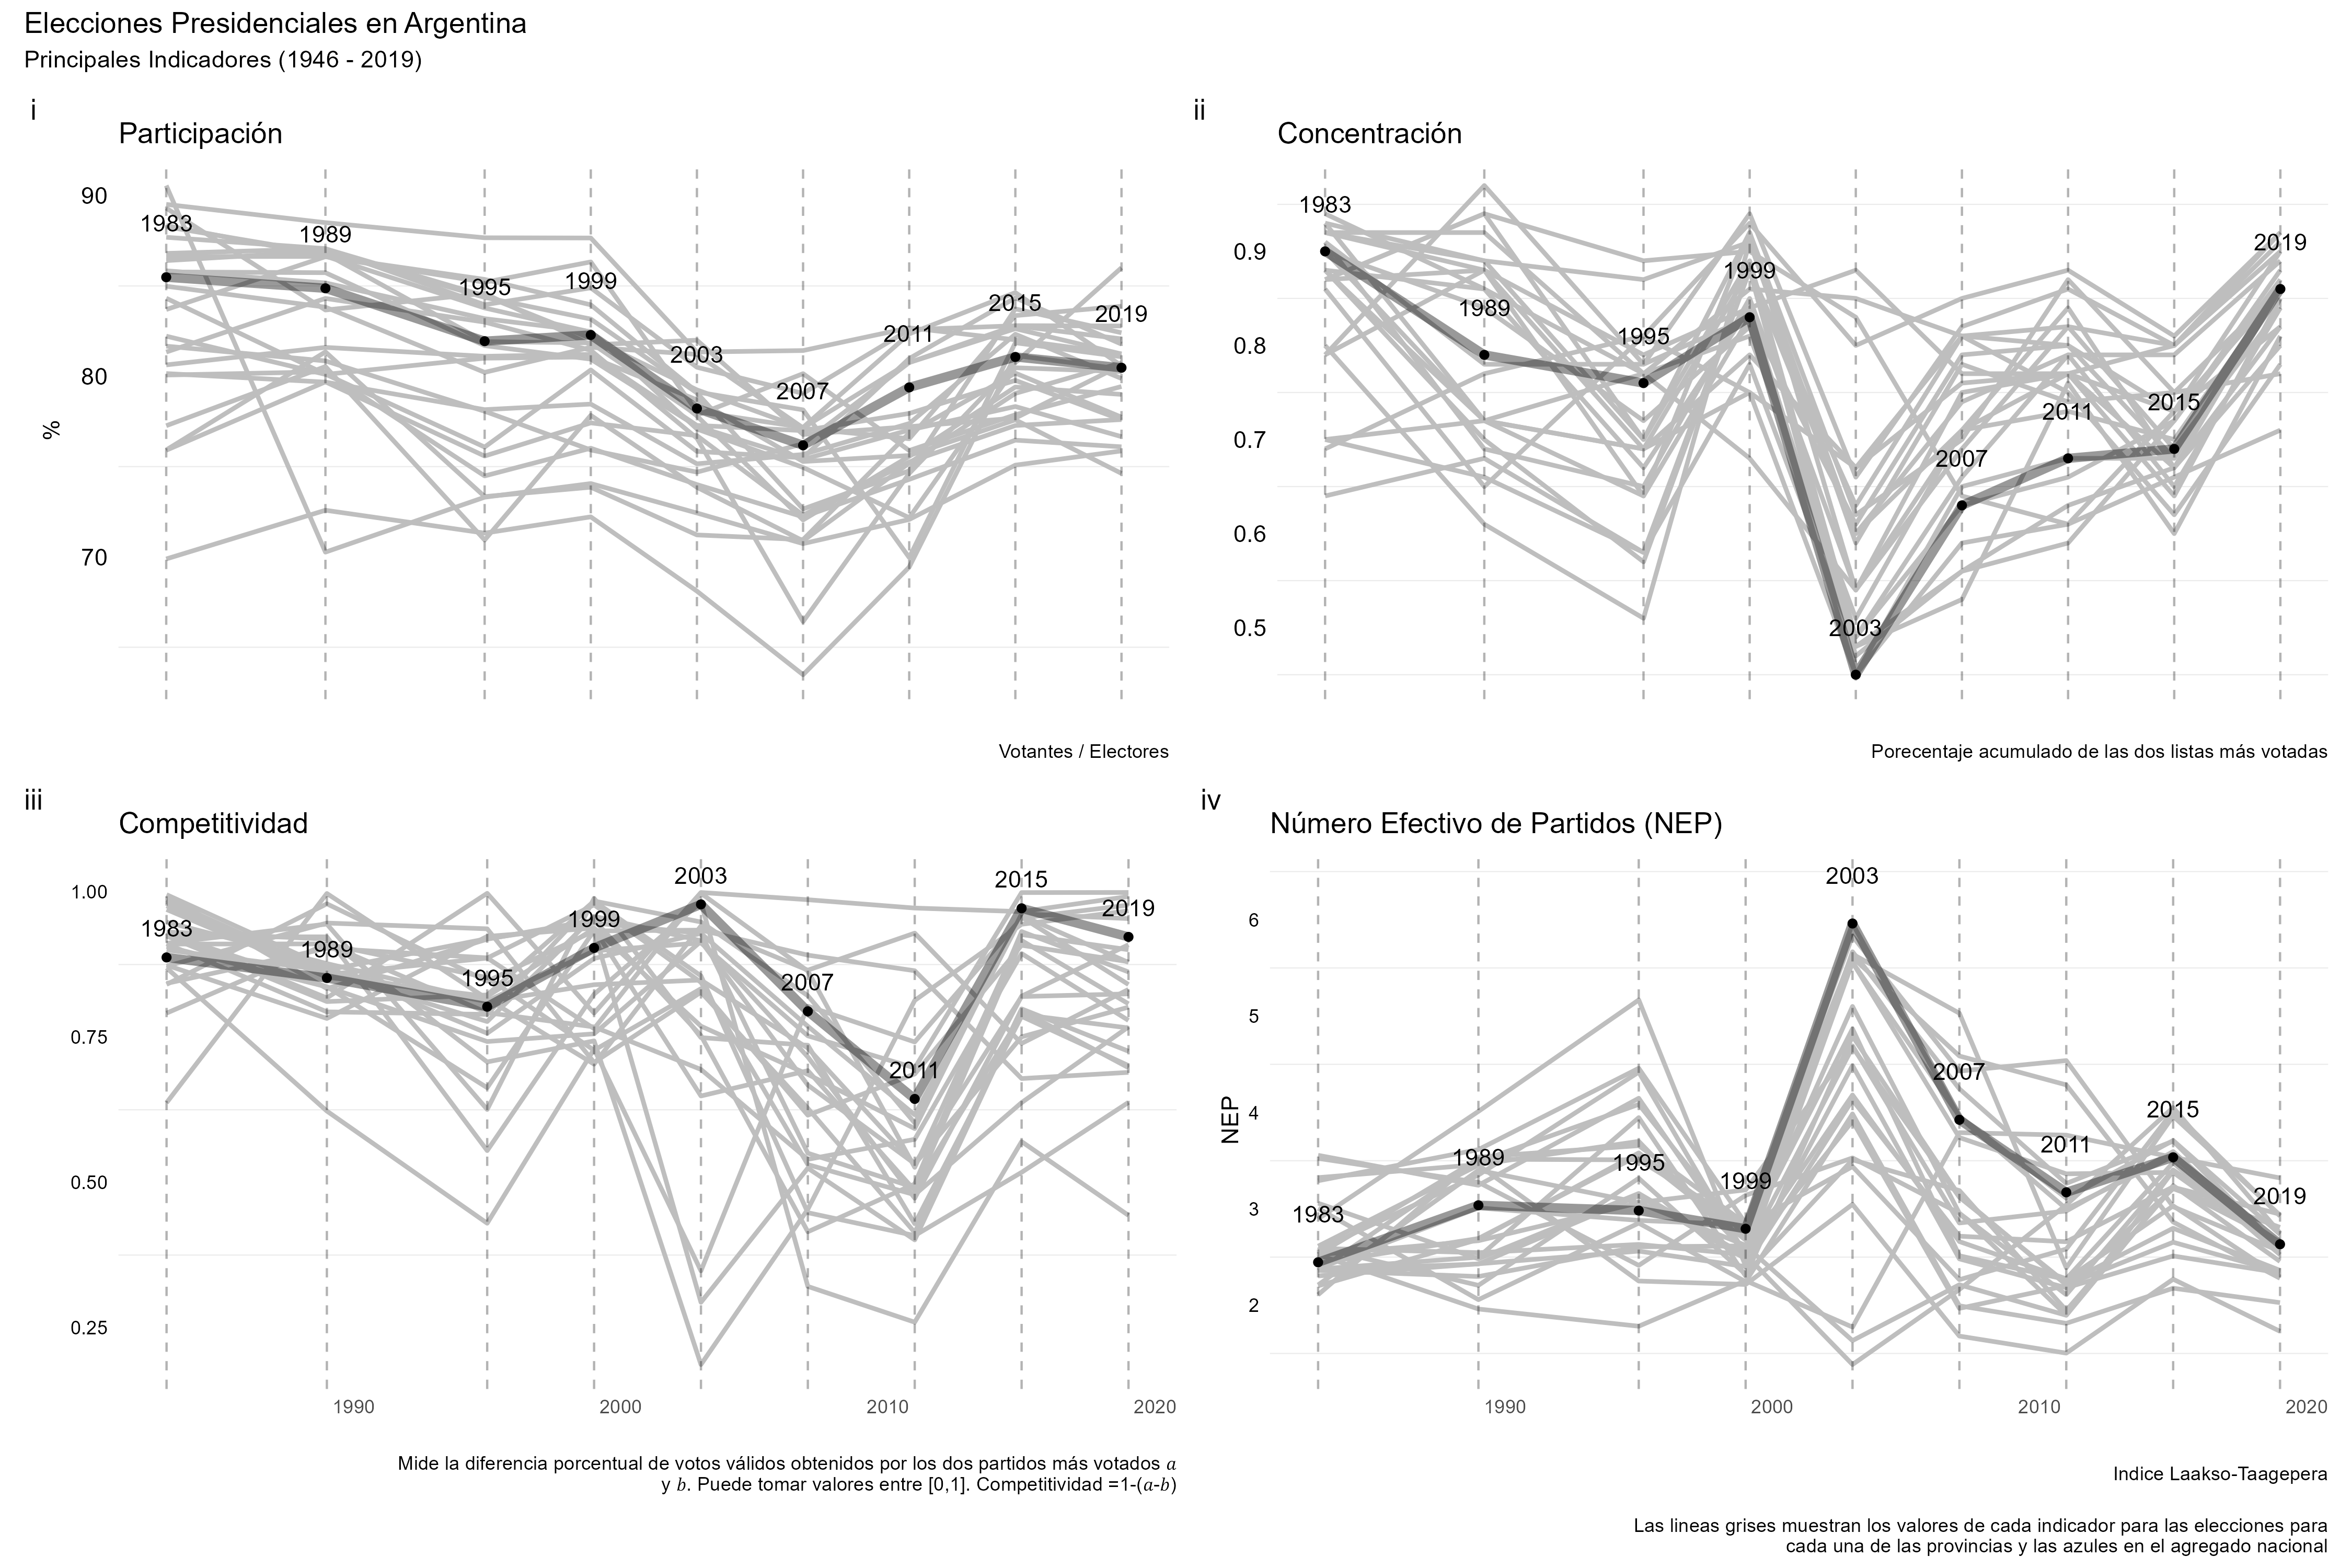 Elecciones Presidenciales en Argentina
Principales Indicadores (1946 - 2019)
i
Participación
90
80
70
%
1983
1989
1995
1999
2003
2007
2011
2015
2019
Votantes / Electores
ii
Concentración
0.9
0.8
0.7
0.6
0.5
1983
1989
1995
1999
2003
2007
2011
2015
2019
Porecentaje acumulado de las dos listas más votadas
iii
Competitividad
1.00
0.75
0.50
0.25
1983
1989
1995
1999
2003
2007
2011
2015
2019
1990 2000 2010 2020
Mide la diferencia porcentual de votos válidos obtenidos por los dos partidos más votados a
y b. Puede tomar valores entre [0,1]. Competitividad =1-(a-b)
iv
Número Efectivo de Partidos (NEP)
6
5
4
3
2
NEP
1983
1989
1995
1999
2003
2007
2011
2015
2019
1990 2000 2010 2020
Indice Laakso-Taagepera
Las lineas grises muestran los valores de cada indicador para las elecciones para
cada una de las provincias y las azules en el agregado nacional